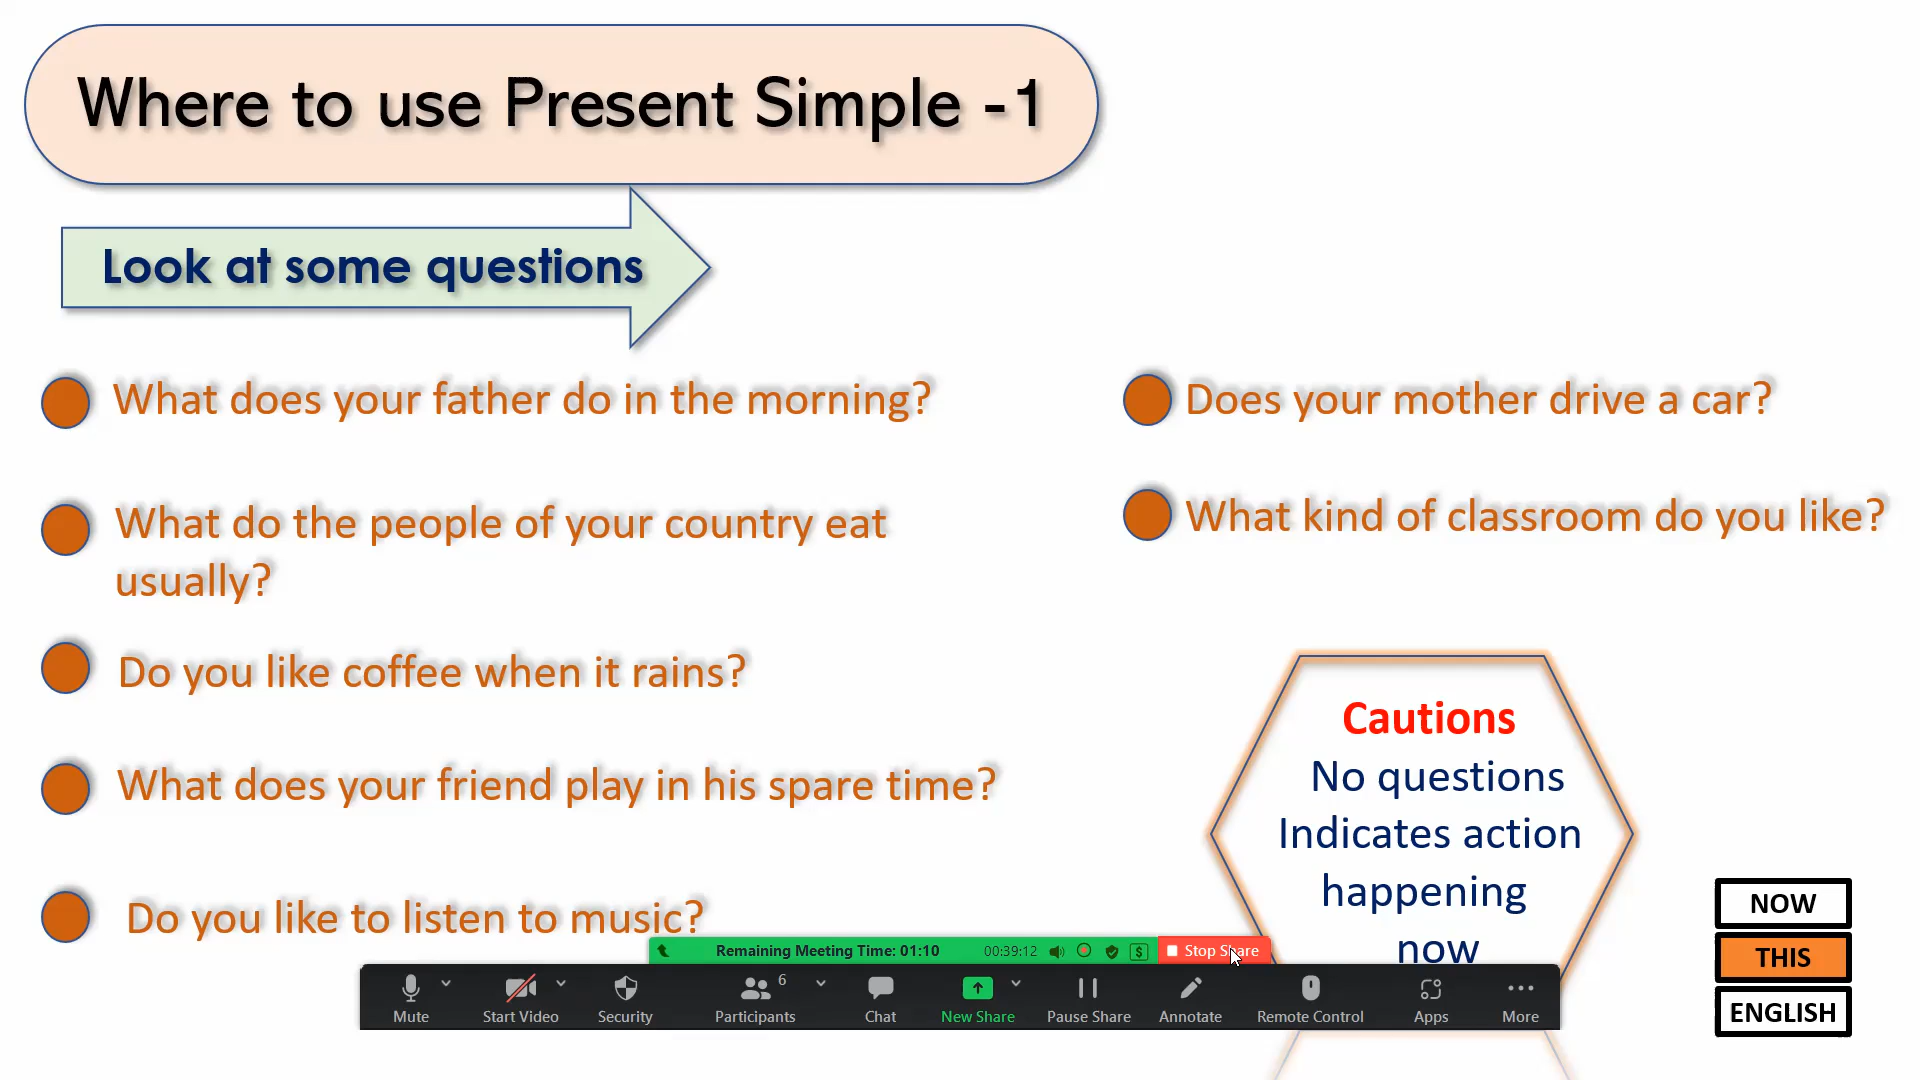 Where to use Present Simple -1
Look at some questions
What does your father do in the morning?
What do the people of your country eat
usually?
Do you like coffee when it rains?
What does your friend play in his spare time?
Do you like to listen to music?
Does your mother drive a car?
What kind of classroom do you like?
Cautions
No questions
Indicates action
happening
now
NOW
THIS
ENGLISH
Remaining Meeting Time: 01:10 00:39:12 $ Stop Share
6
Mute Start Video Security Participants Chat New Share Pause Share Annotate Remote Control Apps More